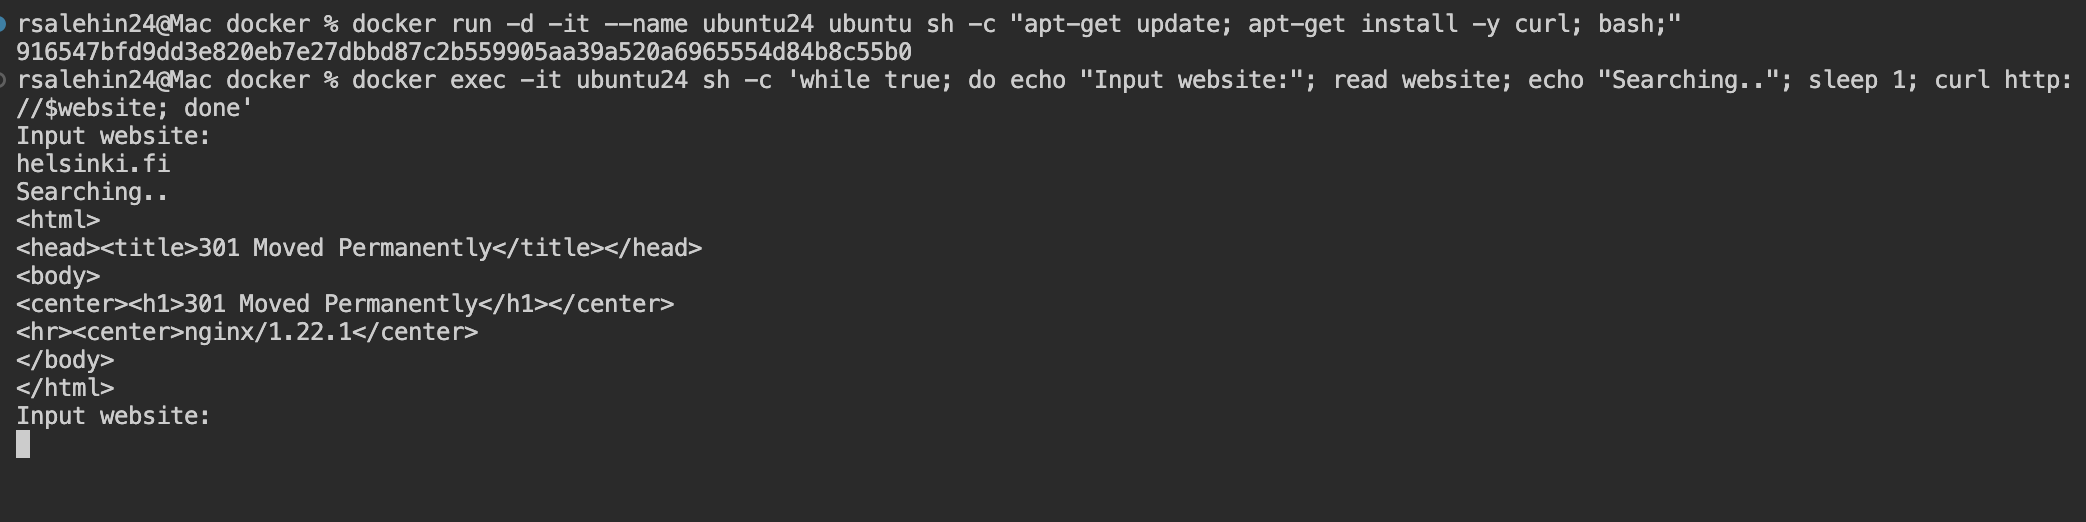 rsalehin24@Mac docker % docker run -d -it --name ubuntu24 ubuntu sh -c "apt-get update; apt-get install -y curl; bash;"
916547bfd9dd3e820eb7e27dbbd87c2b559905aa39a520a6965554d84b8c55b0
rsalehin24@Mac docker % docker exec -it ubuntu24 sh -c 'while true; do echo "Input website:"; read website; echo "Searching.."; sleep 1; curl http:
//$website; done'
Input website:
helsinki.fi
Searching..
<html>
<head><title>301 Moved Permanently</title></head>
<body>
<center><h1>301 Moved Permanently</h1></center>
<hr><center>nginx/1.22.1</center>
</body>
</html>
Input website: